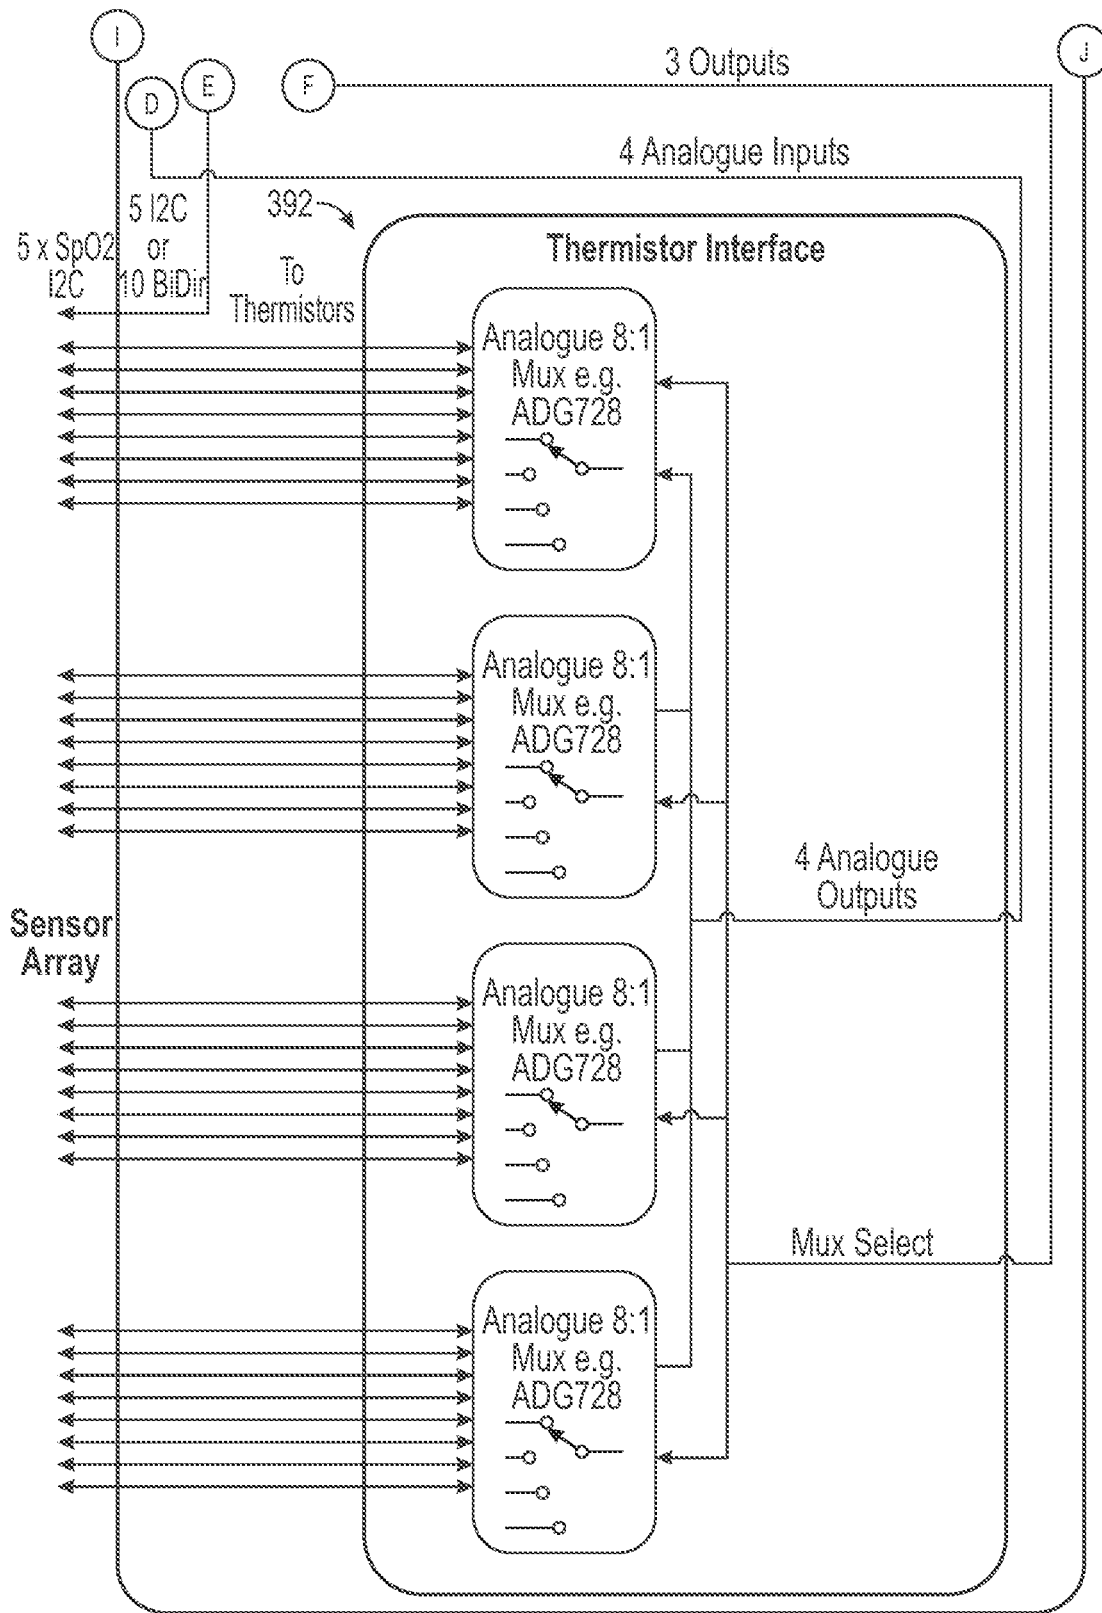 I
J
D
E
F
3 Outputs
4 Analogue Inputs
5 x SpO2
I2C
5 I2C
or
10 BiDir
392
To
Thermistors
Thermistor Interface
Analogue 8:1
Mux e.g.
ADG728
Analogue 8:1
Mux e.g.
ADG728
4 Analogue
Outputs
Sensor
Array
Analogue 8:1
Mux e.g.
ADG728
Mux Select
Analogue 8:1
Mux e.g.
ADG728